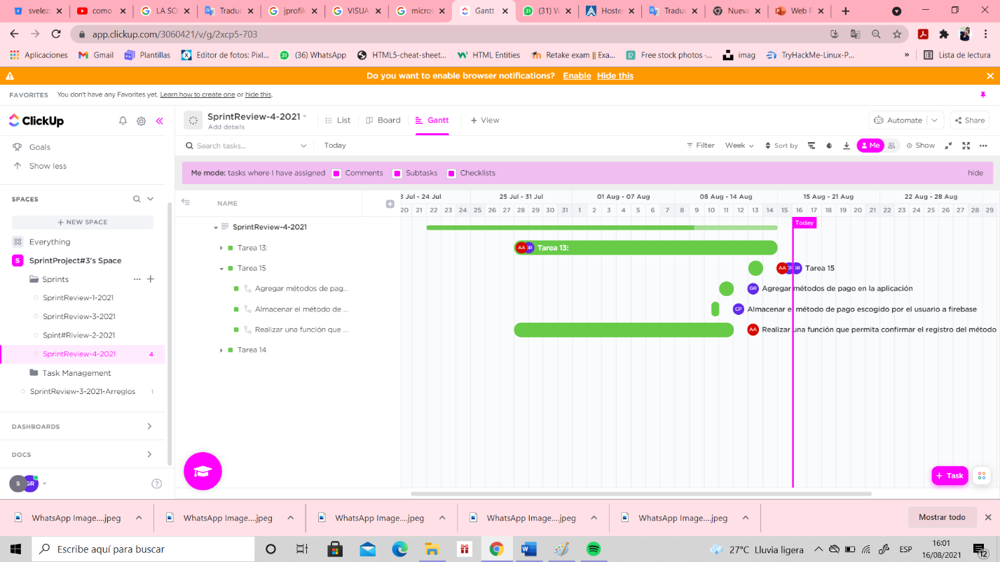 svelez
como
LA SO
Traduc
jprofile
VISUA
micros
Gantt
(31) W
Hoster
Traduc
Nueva
Web P
app.clickup.com/3060421/v/g/2xcp5-703
Aplicaciones
Gmail
Plantillas
Editor de fotos: Pixl...
(36) WhatsApp
HTML5-cheat-sheet...
HTML Entities
Retake exam || Exa...
Free stock photos ·...
imag
TryHackMe-Linux-P...
»
Lista de lectura
Do you want to enable browser notifications? Enable Hide this
FAVORITES You don't have any Favorites yet. Learn how to create one or hide this.
ClickUp
SprintReview-4-2021
Add details
List
Board
Gantt
+ View
Automate
Share
Goals
Show less
Search tasks...
Today
Filter
Week
Sort by
Me
Show
Me mode: tasks where I have assigned Comments Subtasks Checklists hide
SPACES
+ NEW SPACE
Everything
S SprintProject#3's Space
Sprints
SprintReview-1-2021
SprintReview-3-2021
Spint#Riview-2-2021
SprintReview-4-2021 4
Task Management
SprintReview-3-2021-Arreglos 1
DASHBOARDS
DOCS
S GR
NAME
Jul - 24 Jul 25 Jul - 31 Jul 01 Aug - 07 Aug 08 Aug - 14 Aug 15 Aug - 21 Aug 22 Aug - 28 Aug
20 21 22 23 24 25 26 27 28 29 30 31 1 2 3 4 5 6 7 8 9 10 11 12 13 14 15 16 17 18 19 20 21 22 23 24 25 26 27 28 29
Today
SprintReview-4-2021
Tarea 13: AA GR Tarea 13:
Tarea 15 AA CP GR Tarea 15
Agregar métodos de pag... GR Agregar métodos de pago en la aplicación
Almacenar el método de ... CP Almacenar el método de pago escogido por el usuario a firebase
Realizar una función que ... AA Realizar una función que permita confirmar el registro del método
Tarea 14
+ Task
WhatsApp Image....jpeg
WhatsApp Image....jpeg
WhatsApp Image....jpeg
WhatsApp Image....jpeg
WhatsApp Image....jpeg
Mostrar todo
Escribe aquí para buscar
27°C Lluvia ligera
ESP
16:01
16/08/2021
12